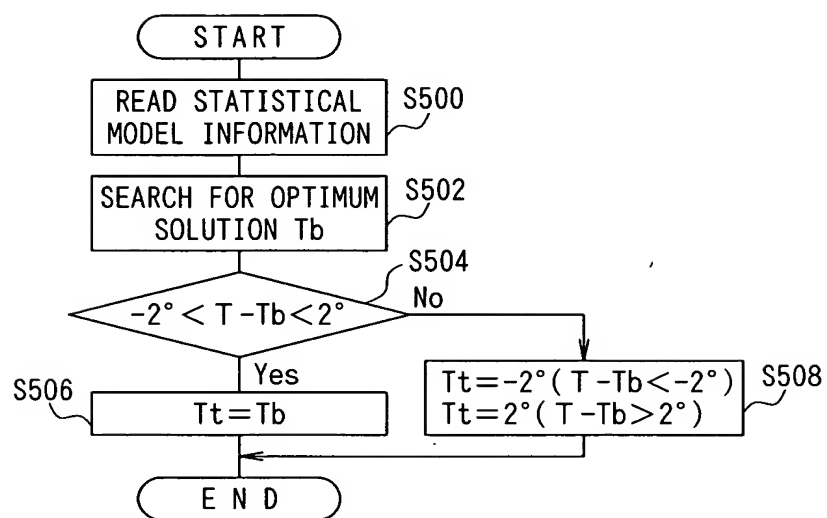 START
READ STATISTICAL
MODEL INFORMATION
S500
SEARCH FOR OPTIMUM
SOLUTION Tb
S502
-2°<T-Tb<2°
S504
No
Yes
Tt=Tb
S506
Tt=-2°(T-Tb<-2°)
Tt=2°(T-Tb>2°)
S508
END